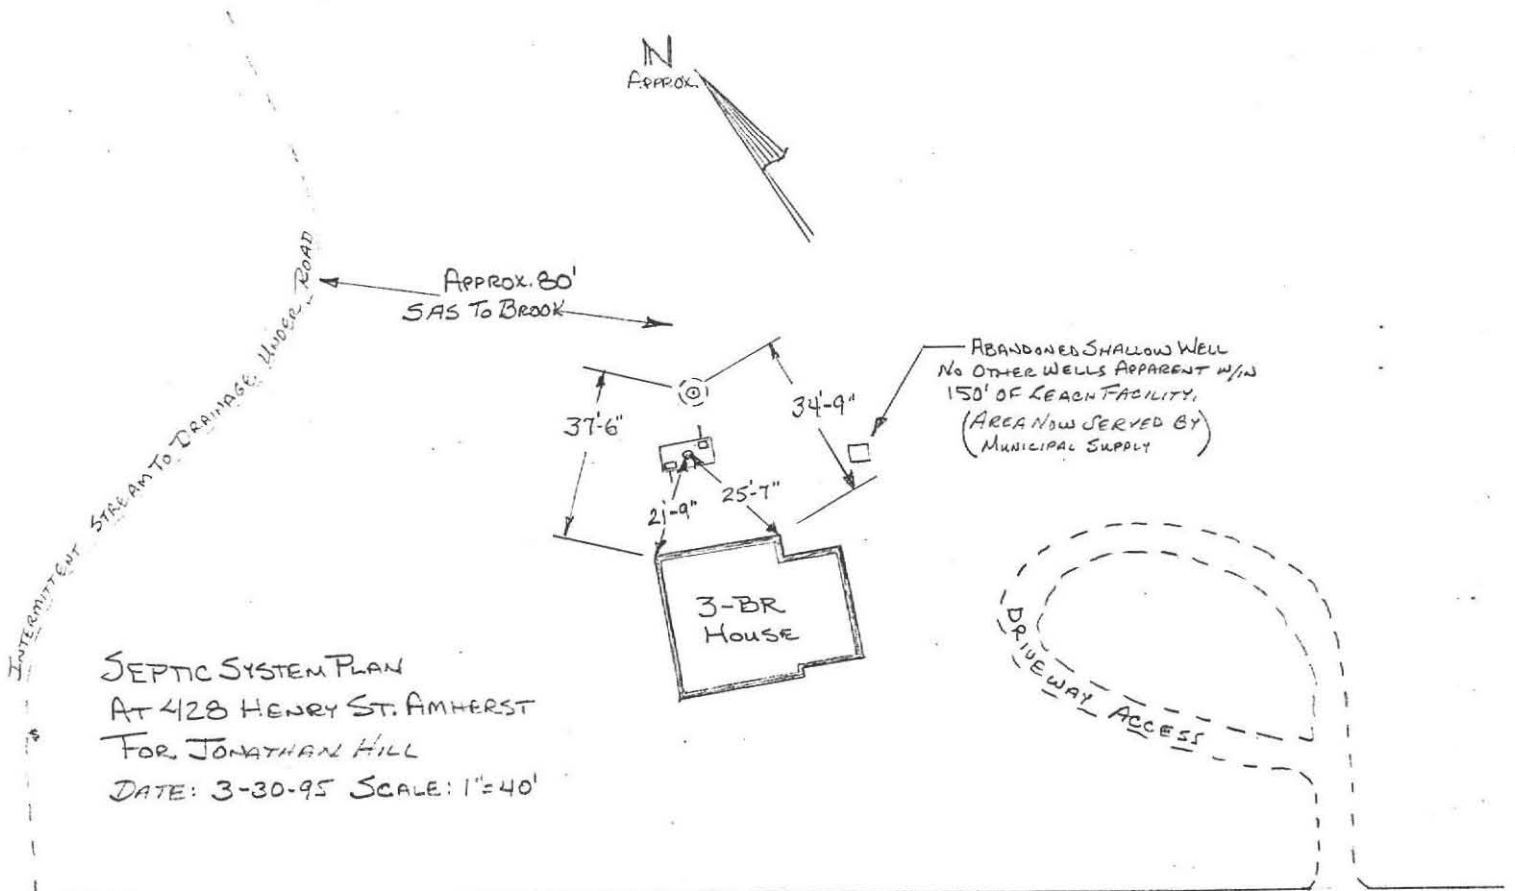 N
APPROX.
APPROX. 80'
SAS TO BROOK
INTERMITTENT STREAM TO DRAINAGE UNDER ROAD
ABANDONED SHALLOW WELL
NO OTHER WELLS APPARENT W/IN
150' OF LEACH FACILITY.
(AREA NOW SERVED BY
MUNICIPAL SUPPLY)
37'-6"
34'-9"
21'-9"
25'-7"
3-BR
HOUSE
DRIVEWAY ACCESS
SEPTIC SYSTEM PLAN
AT 428 HENRY ST. AMHERST
FOR JONATHAN HILL
DATE: 3-30-95 SCALE: 1"=40'